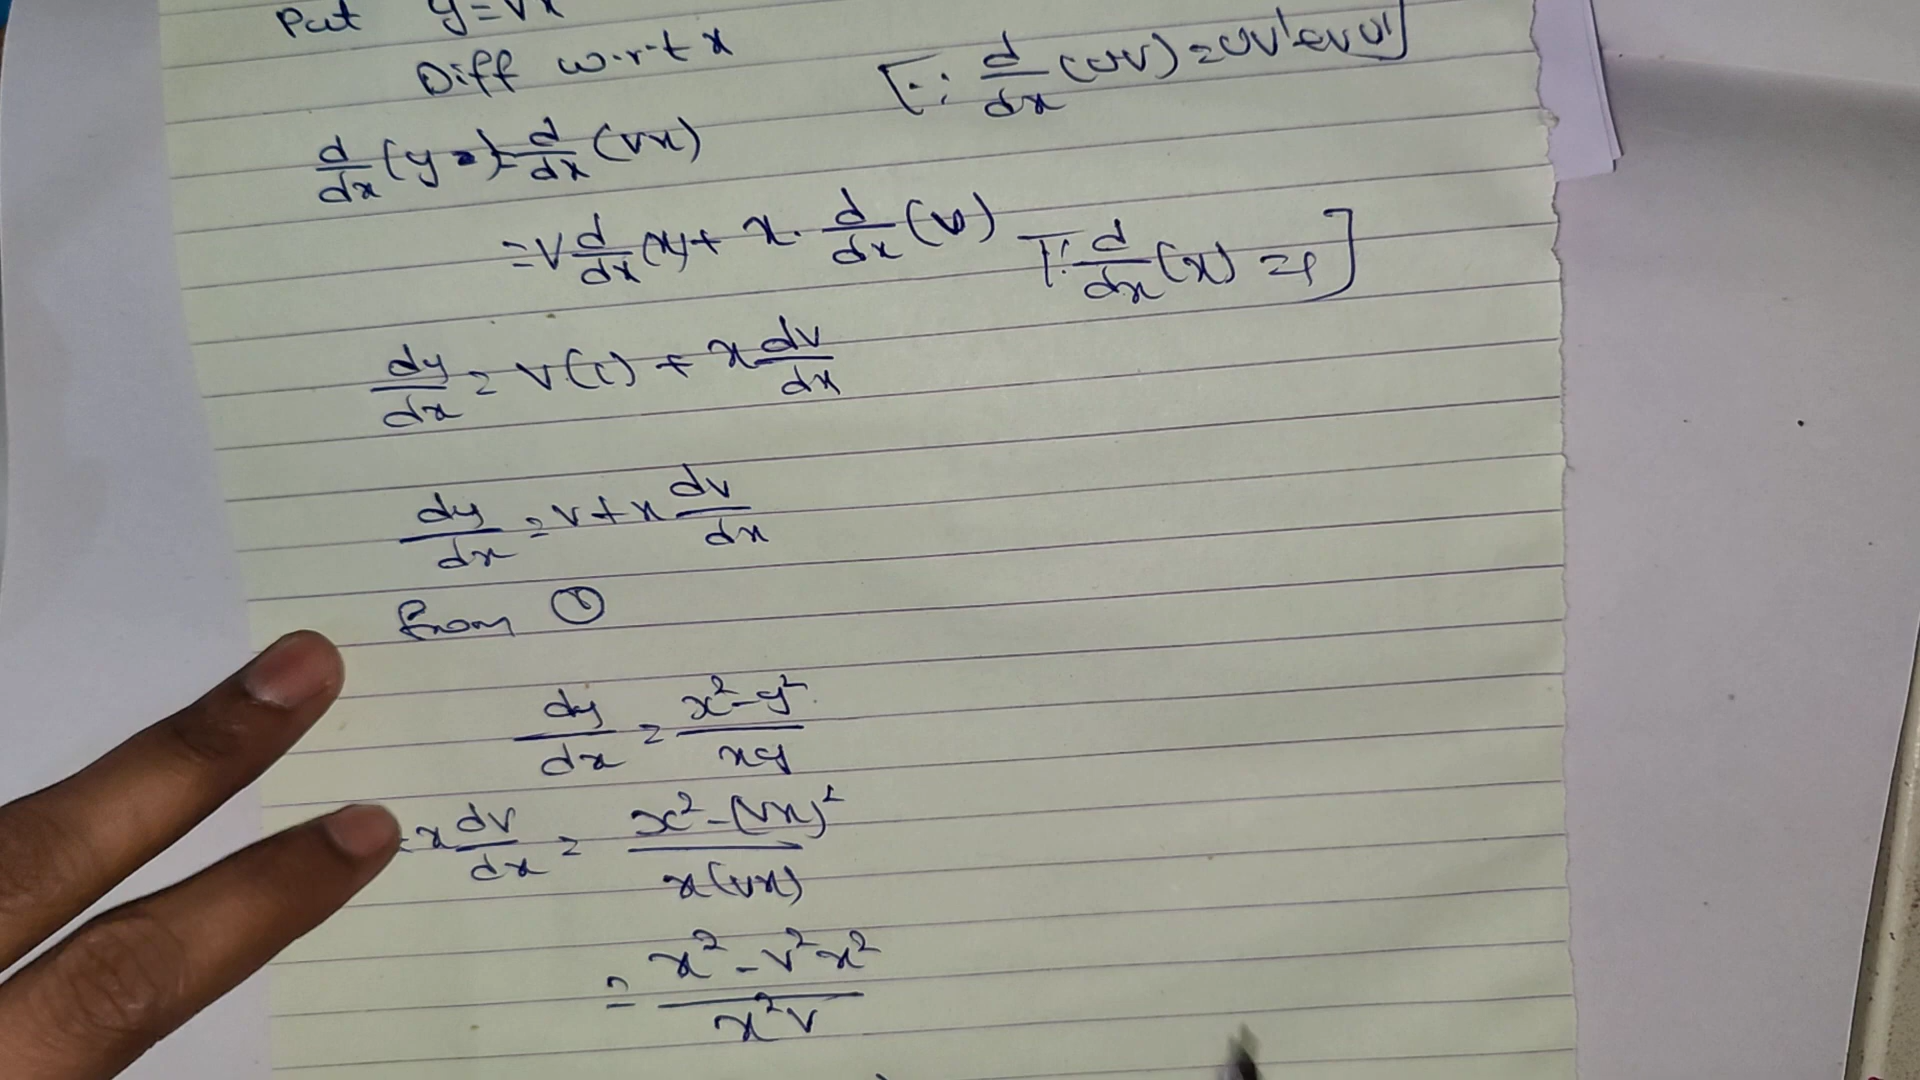 Put y=vx
Diff w.r.t x
[∵ d/dx (uv) = uv'+vu']
d/dx (y) = d/dx (vx)
= v d/dx (x) + x. d/dx (v) [∵ d/dx (x) = 1]
dy/dx = v(1) + x dv/dx
dy/dx = v+x dv/dx
from ①
dy/dx = x²-y²/xy
x dv/dx = x²-(vx)²/x(vx)
= x²-v²x²/x²v